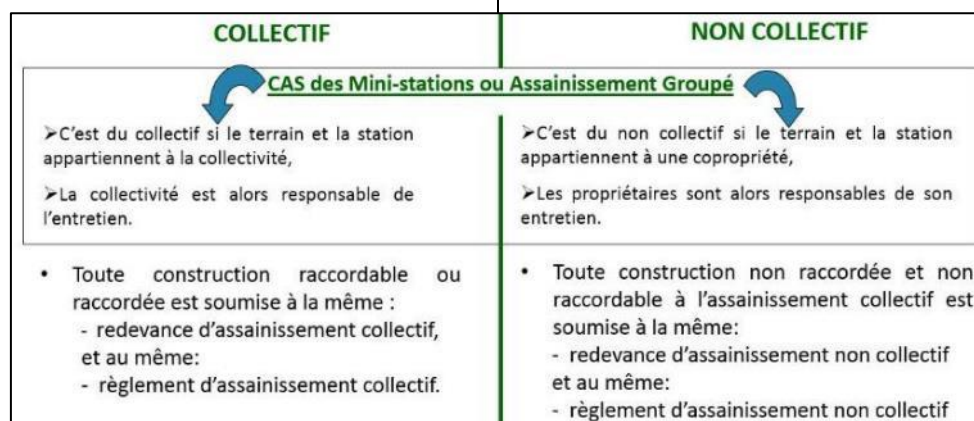 COLLECTIF
NON COLLECTIF
CAS des Mini-stations ou Assainissement Groupé
➢C'est du collectif si le terrain et la station
appartiennent à la collectivité,
➢La collectivité est alors responsable de
l'entretien.
➢C'est du non collectif si le terrain et la station
appartiennent à une copropriété,
➢Les propriétaires sont alors responsables de son
entretien.
• Toute construction raccordable ou
raccordée est soumise à la même :
- redevance d'assainissement collectif,
et au même:
- règlement d'assainissement collectif.
• Toute construction non raccordée et non
raccordable à l'assainissement collectif est
soumise à la même:
- redevance d'assainissement non collectif
et au même:
- règlement d'assainissement non collectif